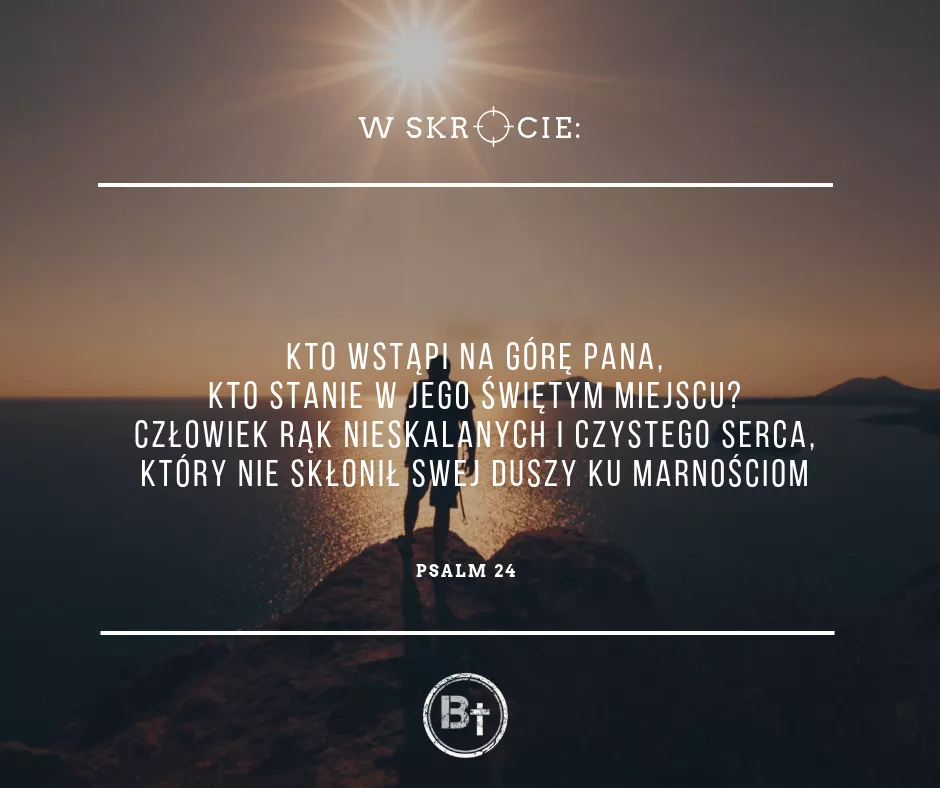 W SKRÓCIE:
KTO WSTĄPI NA GÓRĘ PANA,
KTO STANIE W JEGO ŚWIĘTYM MIEJSCU?
CZŁOWIEK RĄK NIESKALANYCH I CZYSTEGO SERCA,
KTÓRY NIE SKŁONIŁ SWEJ DUSZY KU MARNOŚCIOM
PSALM 24
B†